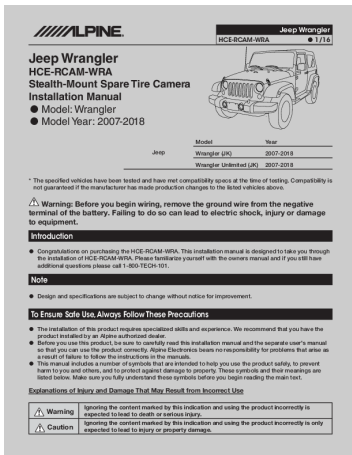 ALPINE.
Jeep Wrangler
HCE-RCAM-WRA ● 1/16
Jeep Wrangler
HCE-RCAM-WRA
Stealth-Mount Spare Tire Camera
Installation Manual
● Model: Wrangler
● Model Year: 2007-2018
Model Year
Jeep Wrangler (JK) 2007-2018
Wrangler Unlimited (JK) 2007-2018
* The specified vehicles have been tested and have met compatibility specs at the time of testing. Compatibility is
not guaranteed if the manufacturer has made production changes to the listed vehicles above.
Warning: Before you begin wiring, remove the ground wire from the negative
terminal of the battery. Failing to do so can lead to electric shock, injury or damage
to equipment.
Introduction
● Congratulations on purchasing the HCE-RCAM-WRA. This installation manual is designed to take you through
the installation of HCE-RCAM-WRA. Please familiarize yourself with the owners manual and if you still have
additional questions please call 1-800-TECH-101.
Note
● Design and specifications are subject to change without notice for improvement.
To Ensure Safe Use, Always Follow These Precautions
● The installation of this product requires specialized skills and experience. We recommend that you have the
product installed by an Alpine authorized dealer.
● Before you use this product, be sure to carefully read this installation manual and the separate user's manual
so that you can use the product correctly. Alpine Electronics bears no responsibility for problems that arise as
a result of failure to follow the instructions in the manuals.
● This manual includes a number of symbols that are intended to help you use the product safely, to prevent
harm to you and others, and to protect against damage to property. These symbols and their meanings are
listed below. Make sure you fully understand these symbols before you begin reading the main text.
Explanations of Injury and Damage That May Result from Incorrect Use
Warning Ignoring the content marked by this indication and using the product incorrectly is
expected to lead to death or serious injury.
Caution Ignoring the content marked by this indication and using the product incorrectly is only
expected to lead to injury or property damage.